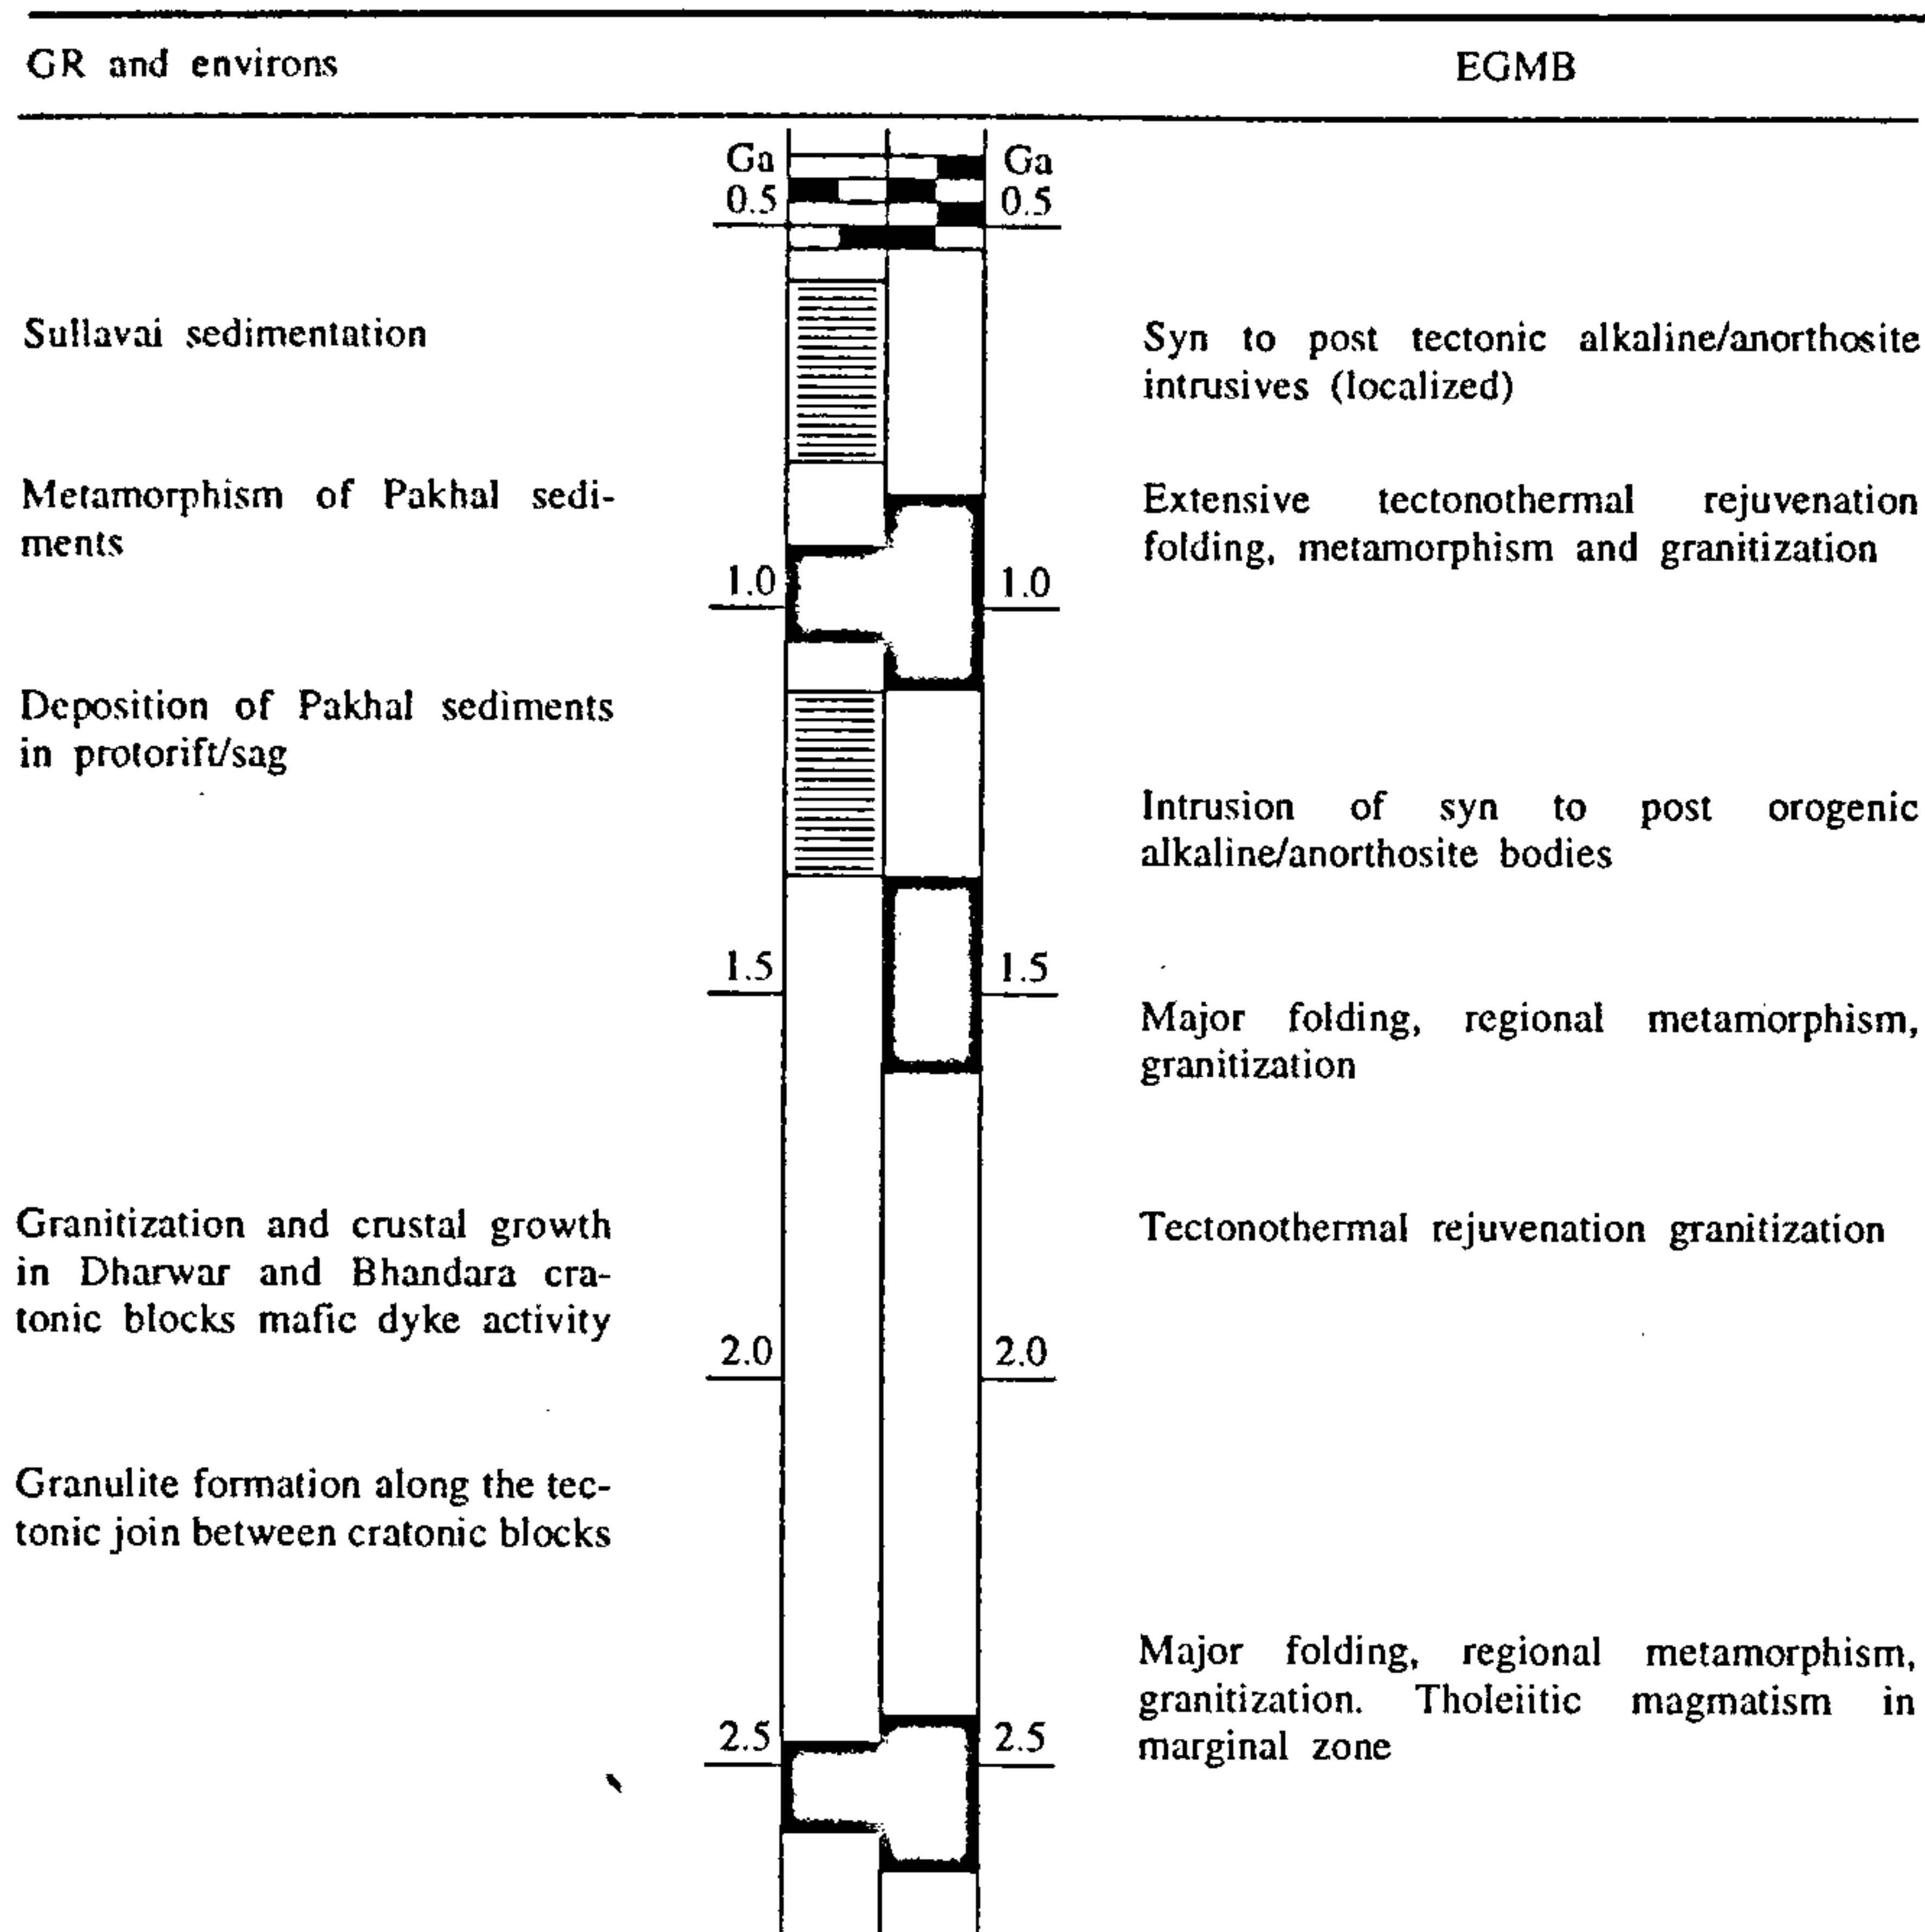 GR and environs
EGMB
Ga
Ga
0.5
0.5
Sullavai sedimentation
Syn to post tectonic alkaline/anorthosite
intrusives (localized)
Metamorphism of Pakhal sedi-
ments
Extensive tectonothermal rejuvenation
folding, metamorphism and granitization
1.0
1.0
Deposition of Pakhal sediments
in protorift/sag
Intrusion of syn to post orogenic
alkaline/anorthosite bodies
1.5
1.5
Major folding, regional metamorphism,
granitization
Granitization and crustal growth
in Dharwar and Bhandara cra-
tonic blocks mafic dyke activity
Tectonothermal rejuvenation granitization
2.0
2.0
Granulite formation along the tec-
tonic join between cratonic blocks
Major folding, regional metamorphism,
granitization. Tholeiitic magmatism in
marginal zone
2.5
2.5